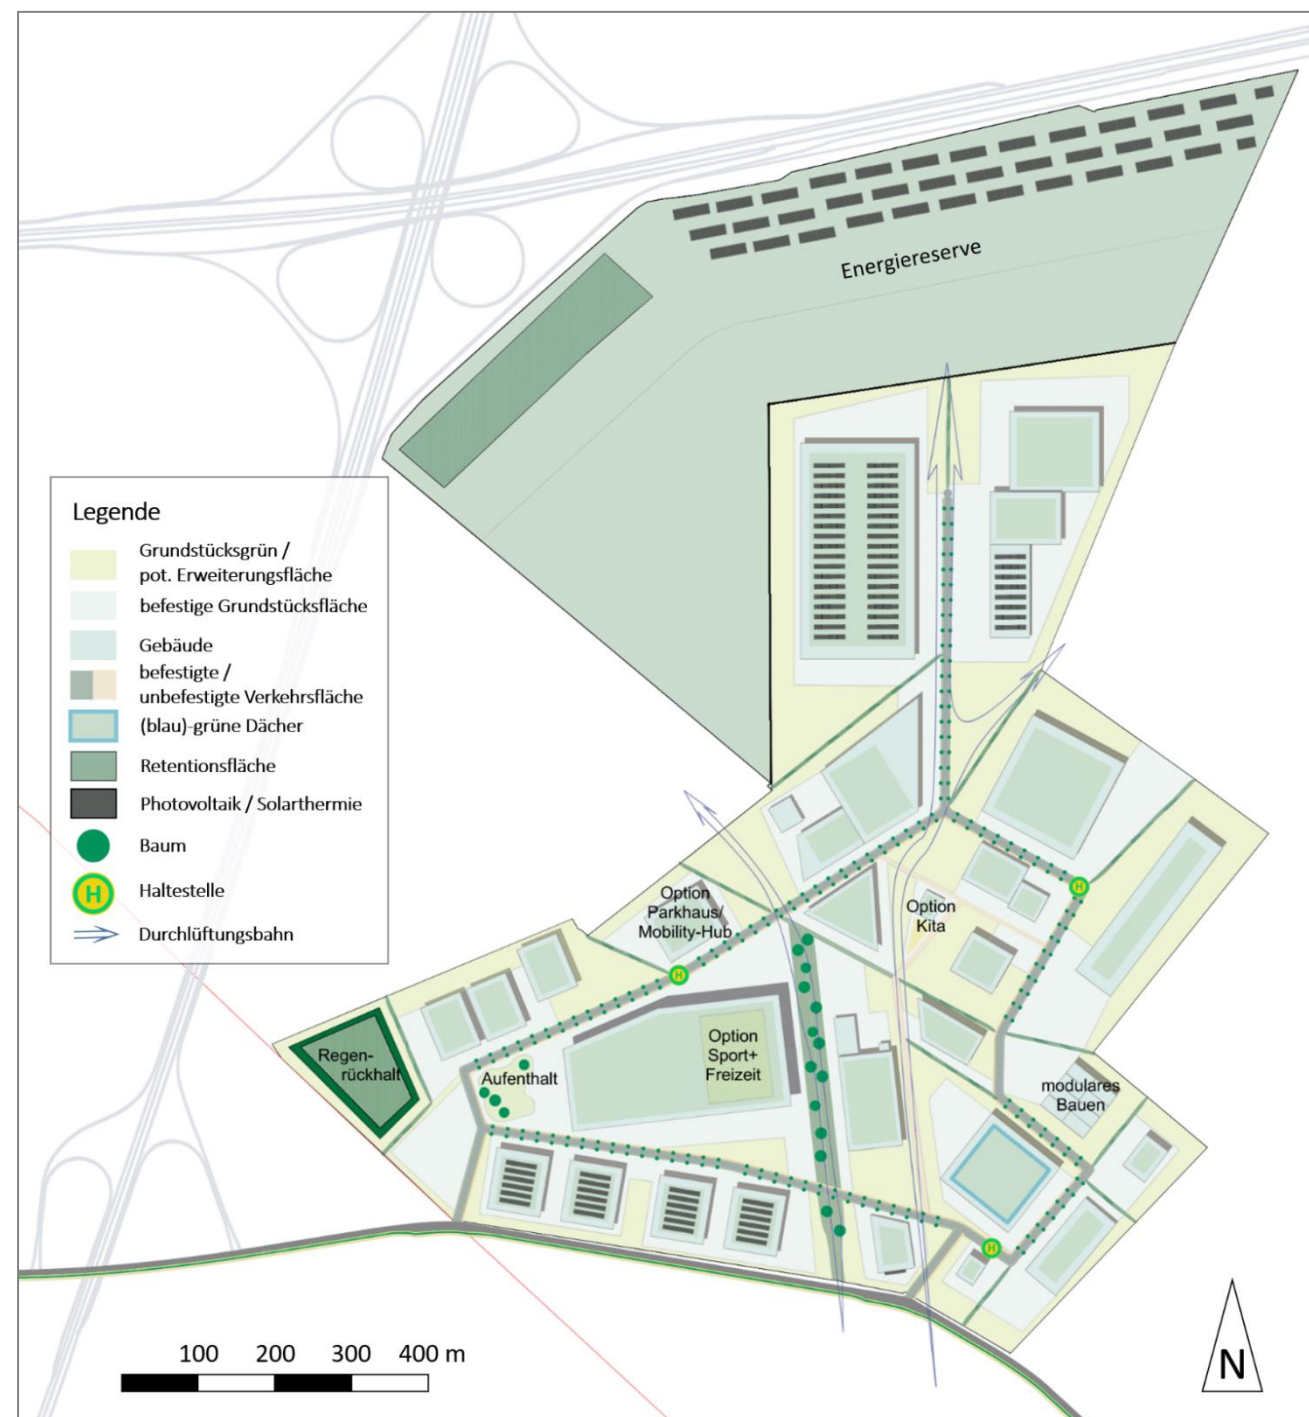 Energiereserve
Legende
Grundstücksgrün /
pot. Erweiterungsfläche
befestige Grundstücksfläche
Gebäude
befestigte /
unbefestigte Verkehrsfläche
(blau)-grüne Dächer
Retentionsfläche
Photovoltaik / Solarthermie
Baum
H
Haltestelle
Durchlüftungsbahn
H
Option
Parkhaus/
Mobility-Hub
Option
Kita
H
Regen-
rückhalt
Aufenthalt
Option
Sport+
Freizeit
modulares
Bauen
H
100 200 300 400 m
N